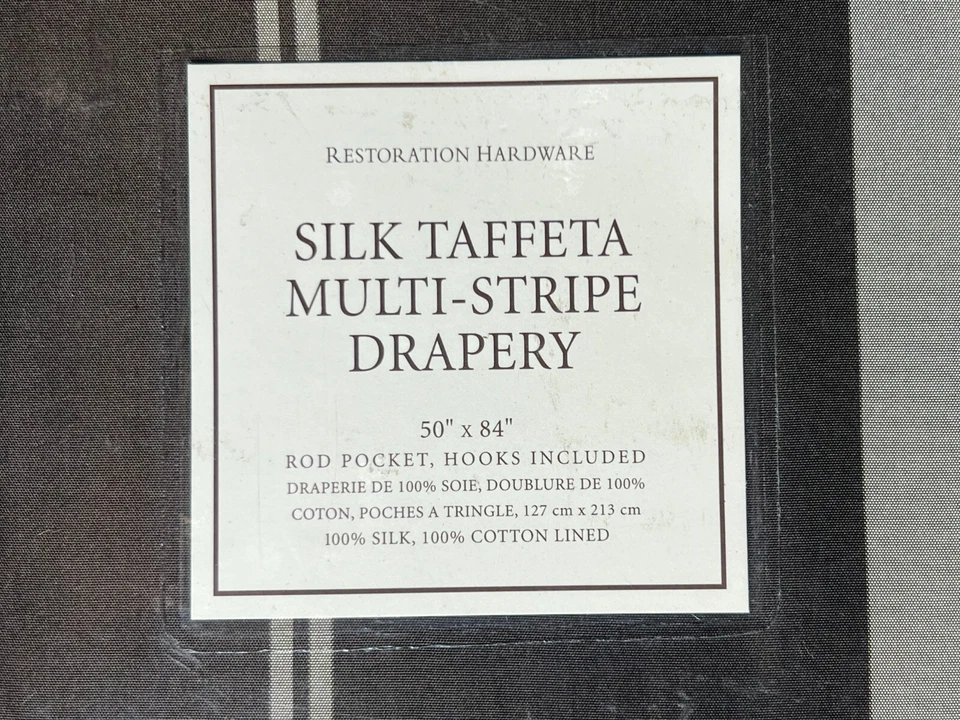 RESTORATION HARDWARE
SILK TAFFETA
MULTI-STRIPE
DRAPERY
50" x 84"
ROD POCKET, HOOKS INCLUDED
DRAPERIE DE 100% SOIE, DOUBLURE DE 100%
COTON, POCHES A TRINGLE, 127 cm x 213 cm
100% SILK, 100% COTTON LINED